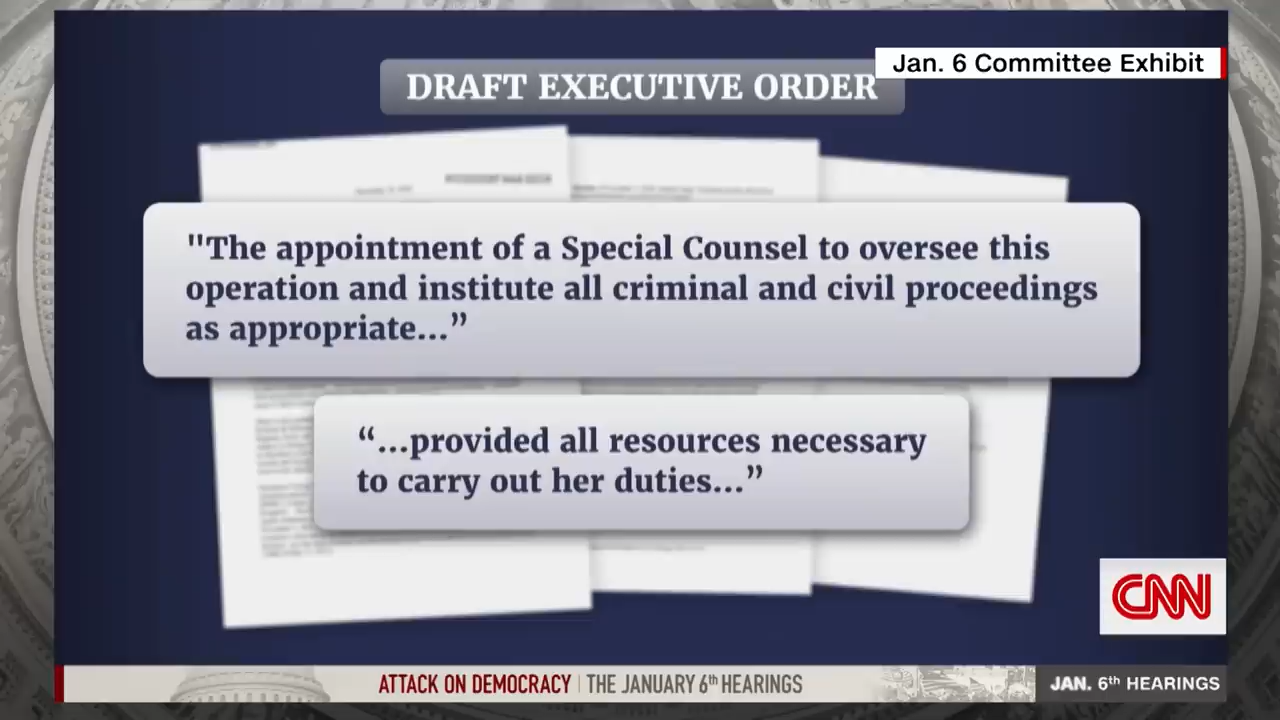 Jan. 6 Committee Exhibit
DRAFT EXECUTIVE ORDER
"The appointment of a Special Counsel to oversee this
operation and institute all criminal and civil proceedings
as appropriate...”
“...provided all resources necessary
to carry out her duties...”
CNN
ATTACK ON DEMOCRACY | THE JANUARY 6th HEARINGS
JAN. 6th HEARINGS